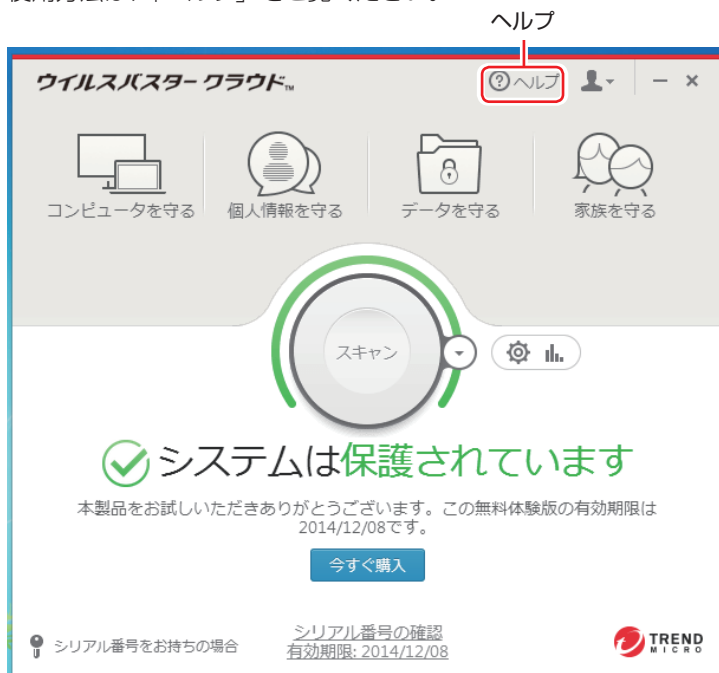 ヘルプ
ウイルスバスター クラウド™
?ヘルプ
コンピュータを守る
個人情報を守る
データを守る
家族を守る
スキャン
システムは保護されています
本製品をお試しいただきありがとうございます。この無料体験版の有効期限は
2014/12/08です。
今すぐ購入
シリアル番号をお持ちの場合
シリアル番号の確認
有効期限: 2014/12/08
TREND
MICRO